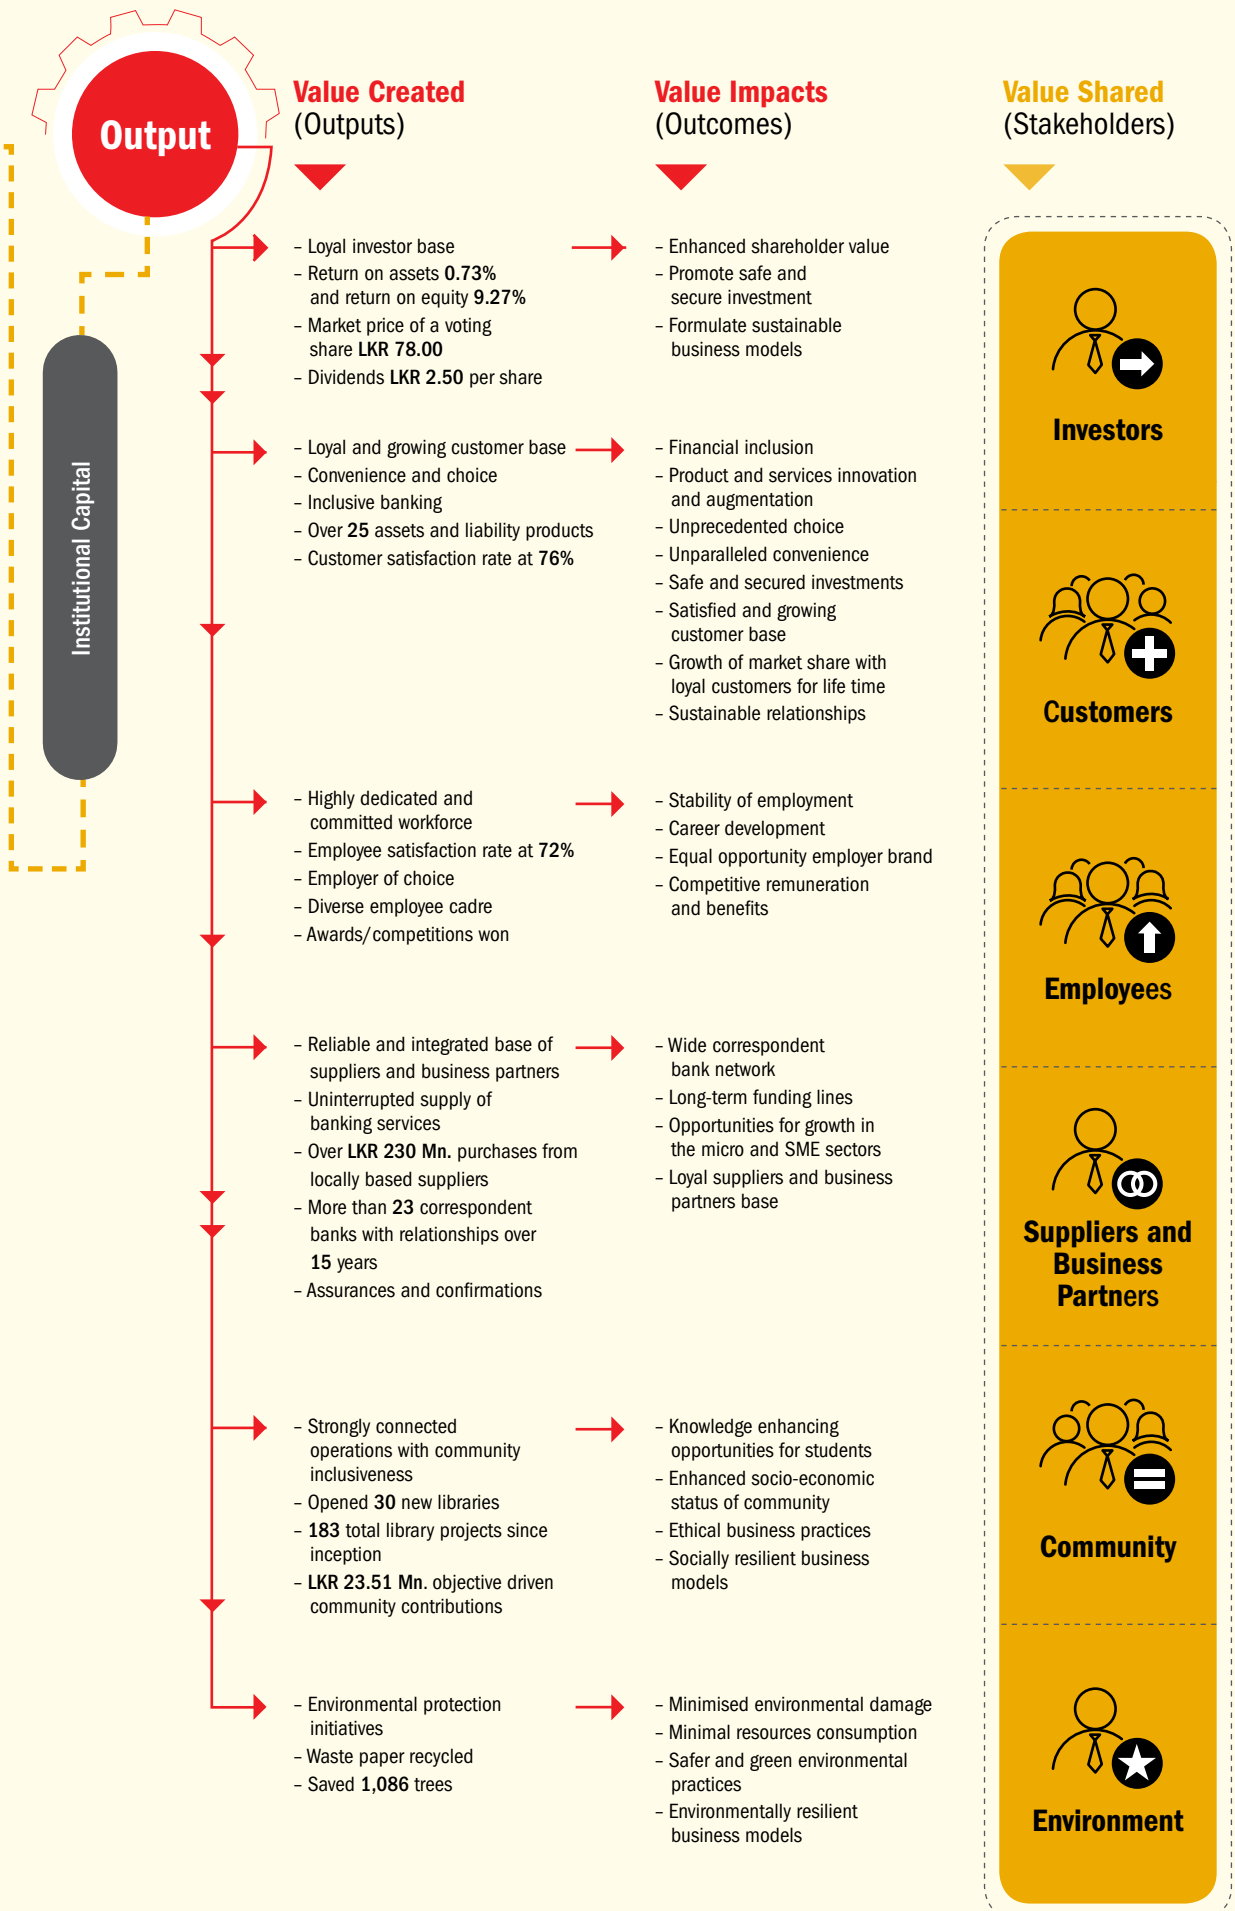 Output
Institutional Capital
Value Created
(Outputs)
Value Impacts
(Outcomes)
Value Shared
(Stakeholders)
– Loyal investor base
– Return on assets 0.73%
and return on equity 9.27%
– Market price of a voting
share LKR 78.00
– Dividends LKR 2.50 per share
– Enhanced shareholder value
– Promote safe and
secure investment
– Formulate sustainable
business models
Investors
– Loyal and growing customer base
– Convenience and choice
– Inclusive banking
– Over 25 assets and liability products
– Customer satisfaction rate at 76%
– Financial inclusion
– Product and services innovation
and augmentation
– Unprecedented choice
– Unparalleled convenience
– Safe and secured investments
– Satisfied and growing
customer base
– Growth of market share with
loyal customers for life time
– Sustainable relationships
Customers
– Highly dedicated and
committed workforce
– Employee satisfaction rate at 72%
– Employer of choice
– Diverse employee cadre
– Awards/competitions won
– Stability of employment
– Career development
– Equal opportunity employer brand
– Competitive remuneration
and benefits
Employees
– Reliable and integrated base of
suppliers and business partners
– Uninterrupted supply of
banking services
– Over LKR 230 Mn. purchases from
locally based suppliers
– More than 23 correspondent
banks with relationships over
15 years
– Assurances and confirmations
– Wide correspondent
bank network
– Long-term funding lines
– Opportunities for growth in
the micro and SME sectors
– Loyal suppliers and business
partners base
Suppliers and
Business
Partners
– Strongly connected
operations with community
inclusiveness
– Opened 30 new libraries
– 183 total library projects since
inception
– LKR 23.51 Mn. objective driven
community contributions
– Knowledge enhancing
opportunities for students
– Enhanced socio-economic
status of community
– Ethical business practices
– Socially resilient business
models
Community
– Environmental protection
initiatives
– Waste paper recycled
– Saved 1,086 trees
– Minimised environmental damage
– Minimal resources consumption
– Safer and green environmental
practices
– Environmentally resilient
business models
Environment